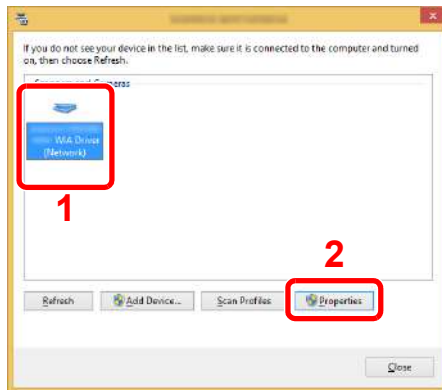 If you do not see your device in the list, make sure it is connected to the computer and turned
on, then choose Refresh.
WIA Driver
(Network)
1
2
Refresh
Add Device...
Scan Profiles
Properties
Close